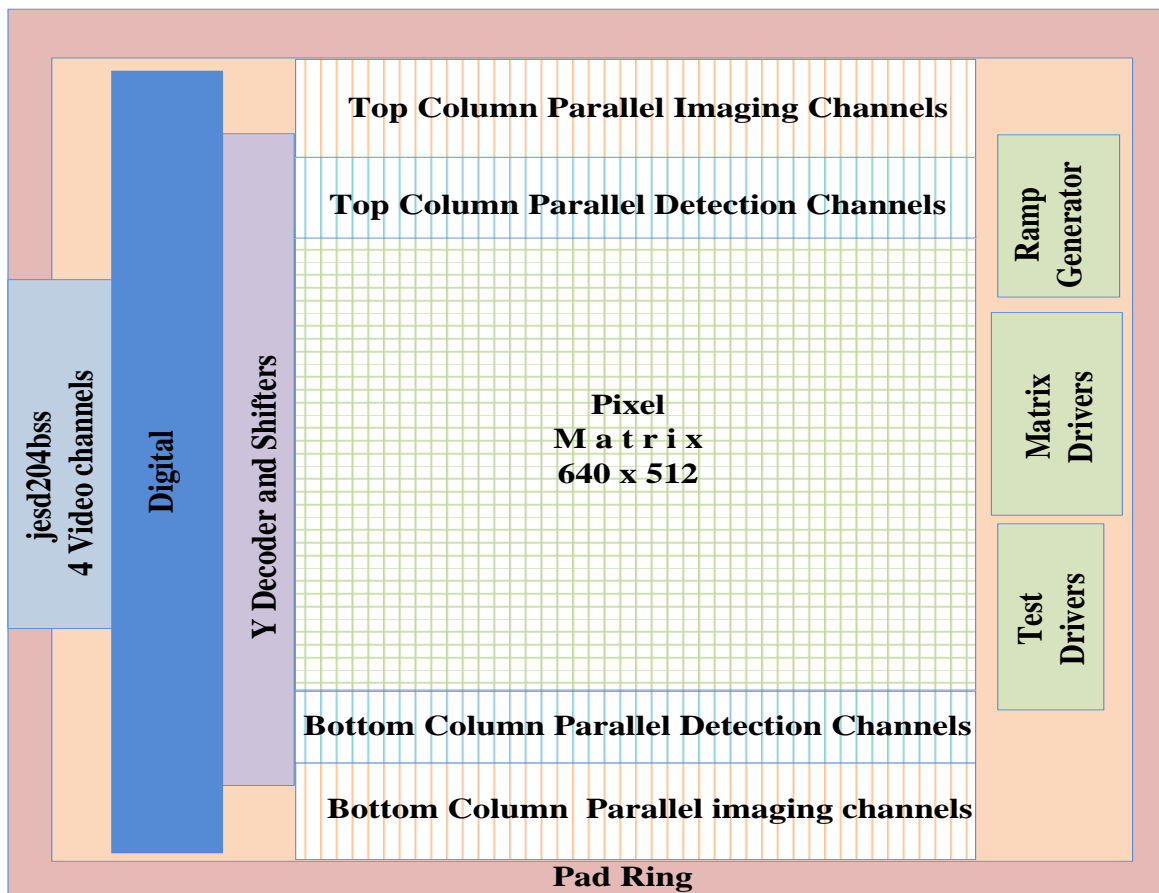 Top Column Parallel Imaging Channels
Top Column Parallel Detection Channels
Ramp
Generator
jesd204bss
4 Video channels
Digital
Y Decoder and Shifters
Pixel
M a t r i x
640 x 512
Matrix
Drivers
Test
Drivers
Bottom Column Parallel Detection Channels
Bottom Column  Parallel imaging channels
Pad Ring